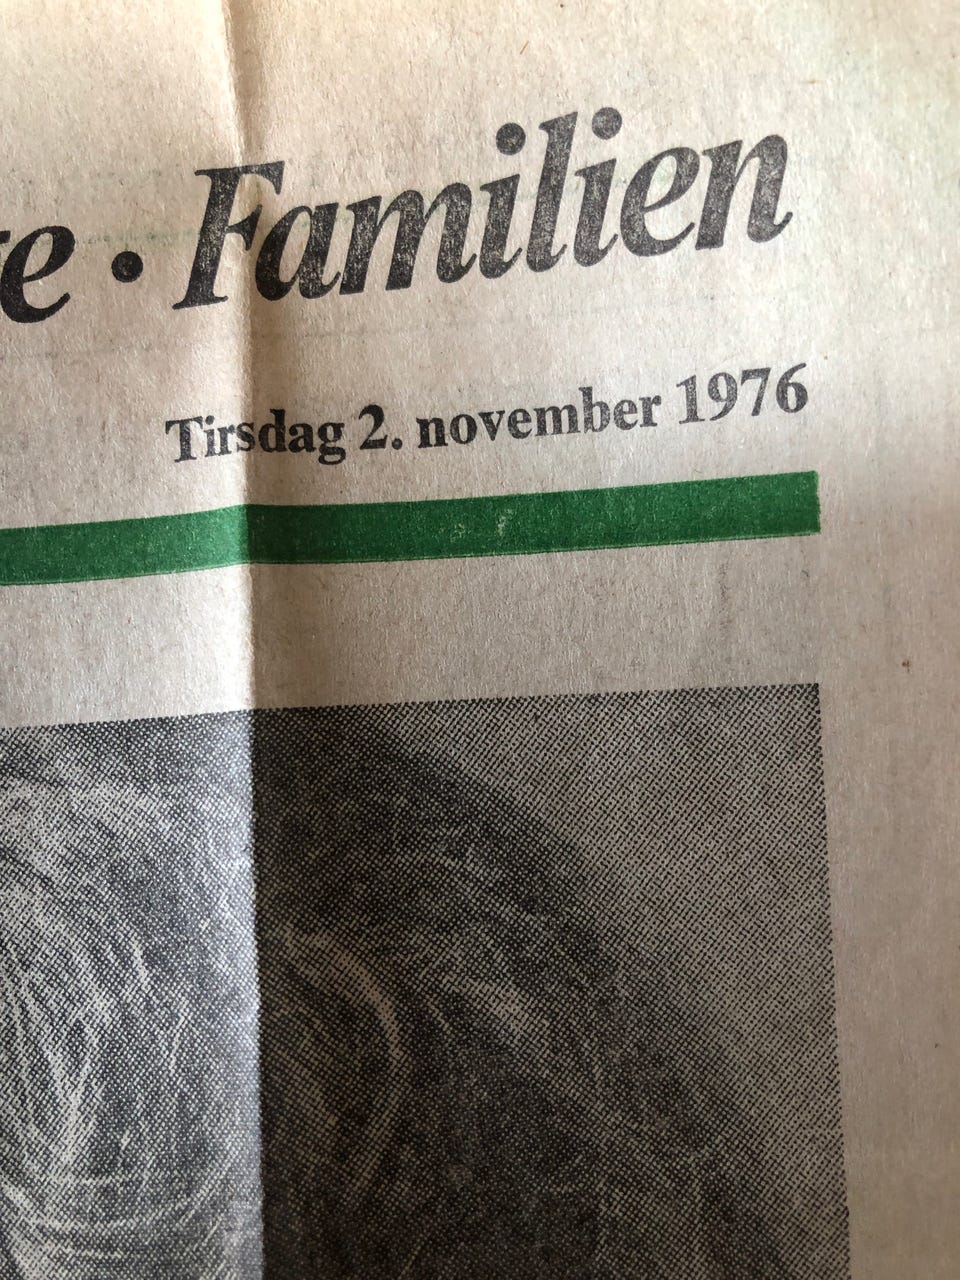 e · Familien
Tirsdag 2. november 1976